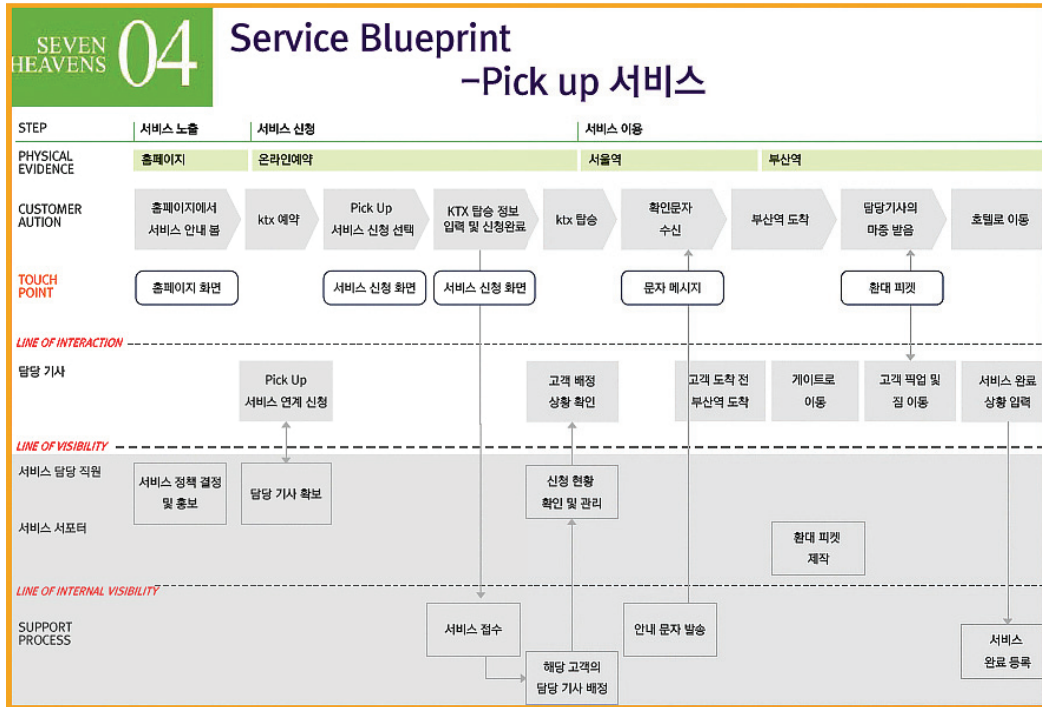 SEVEN
HEAVENS
04
Service Blueprint
-Pick up 서비스
STEP
서비스 노출
서비스 신청
서비스 이용
PHYSICAL
EVIDENCE
홈페이지
온라인예약
서울역
부산역
CUSTOMER
AUTION
홈페이지에서
서비스 안내 봄
ktx 예약
Pick Up
서비스 신청 선택
KTX 탑승 정보
입력 및 신청완료
ktx 탑승
확인문자
수신
부산역 도착
담당기사의
마중 받음
호텔로 이동
TOUCH
POINT
홈페이지 화면
서비스 신청 화면
서비스 신청 화면
문자 메시지
환대 피켓
LINE OF INTERACTION
담당 기사
Pick Up
서비스 연계 신청
고객 배정
상황 확인
고객 도착 전
부산역 도착
게이트로
이동
고객 픽업 및
짐 이동
서비스 완료
상황 입력
LINE OF VISIBILITY
서비스 담당 직원
서비스 정책 결정
및 홍보
담당 기사 확보
신청 현황
확인 및 관리
서비스 서포터
환대 피켓
제작
LINE OF INTERNAL VISIBILITY
SUPPORT
PROCESS
서비스 접수
해당 고객의
담당 기사 배정
안내 문자 발송
서비스
완료 등록